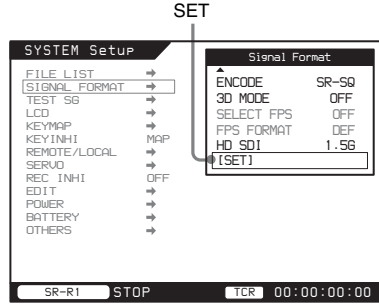 SET
SYSTEM Setup
FILE LIST
SIGNAL FORMAT
TEST SG
LCD
KEYMAP
KEYINHI MAP
REMOTE/LOCAL
SERVO
REC INHI OFF
EDIT
POWER
BATTERY
OTHERS
Signal Format
ENCODE SR-SQ
3D MODE OFF
SELECT FPS OFF
FPS FORMAT DEF
HD SDI 1.5G
[SET]
SR-R1 STOP TCR 00:00:00:00